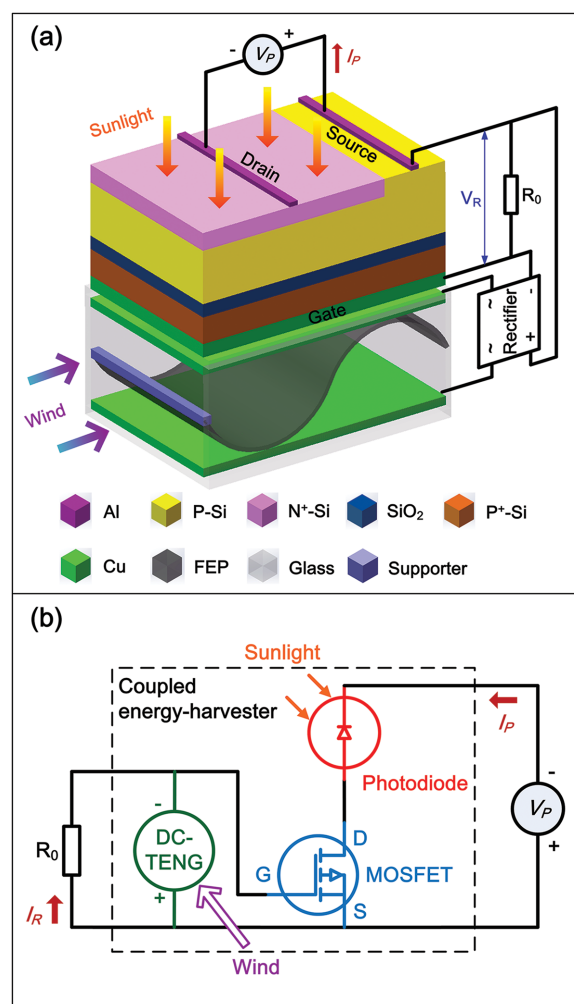 (a)
- V_P +
I_P
Sunlight
Source
Drain
V_R
R_0
Gate
~ -
Rectifier
~ +
Wind
Al
P-Si
N⁺-Si
SiO₂
P⁺-Si
Cu
FEP
Glass
Supporter
(b)
Sunlight
Coupled
energy-harvester
I_P
Photodiode
-
V_P
+
-
DC-
TENG
+
R_0
D
G
MOSFET
S
I_R
Wind